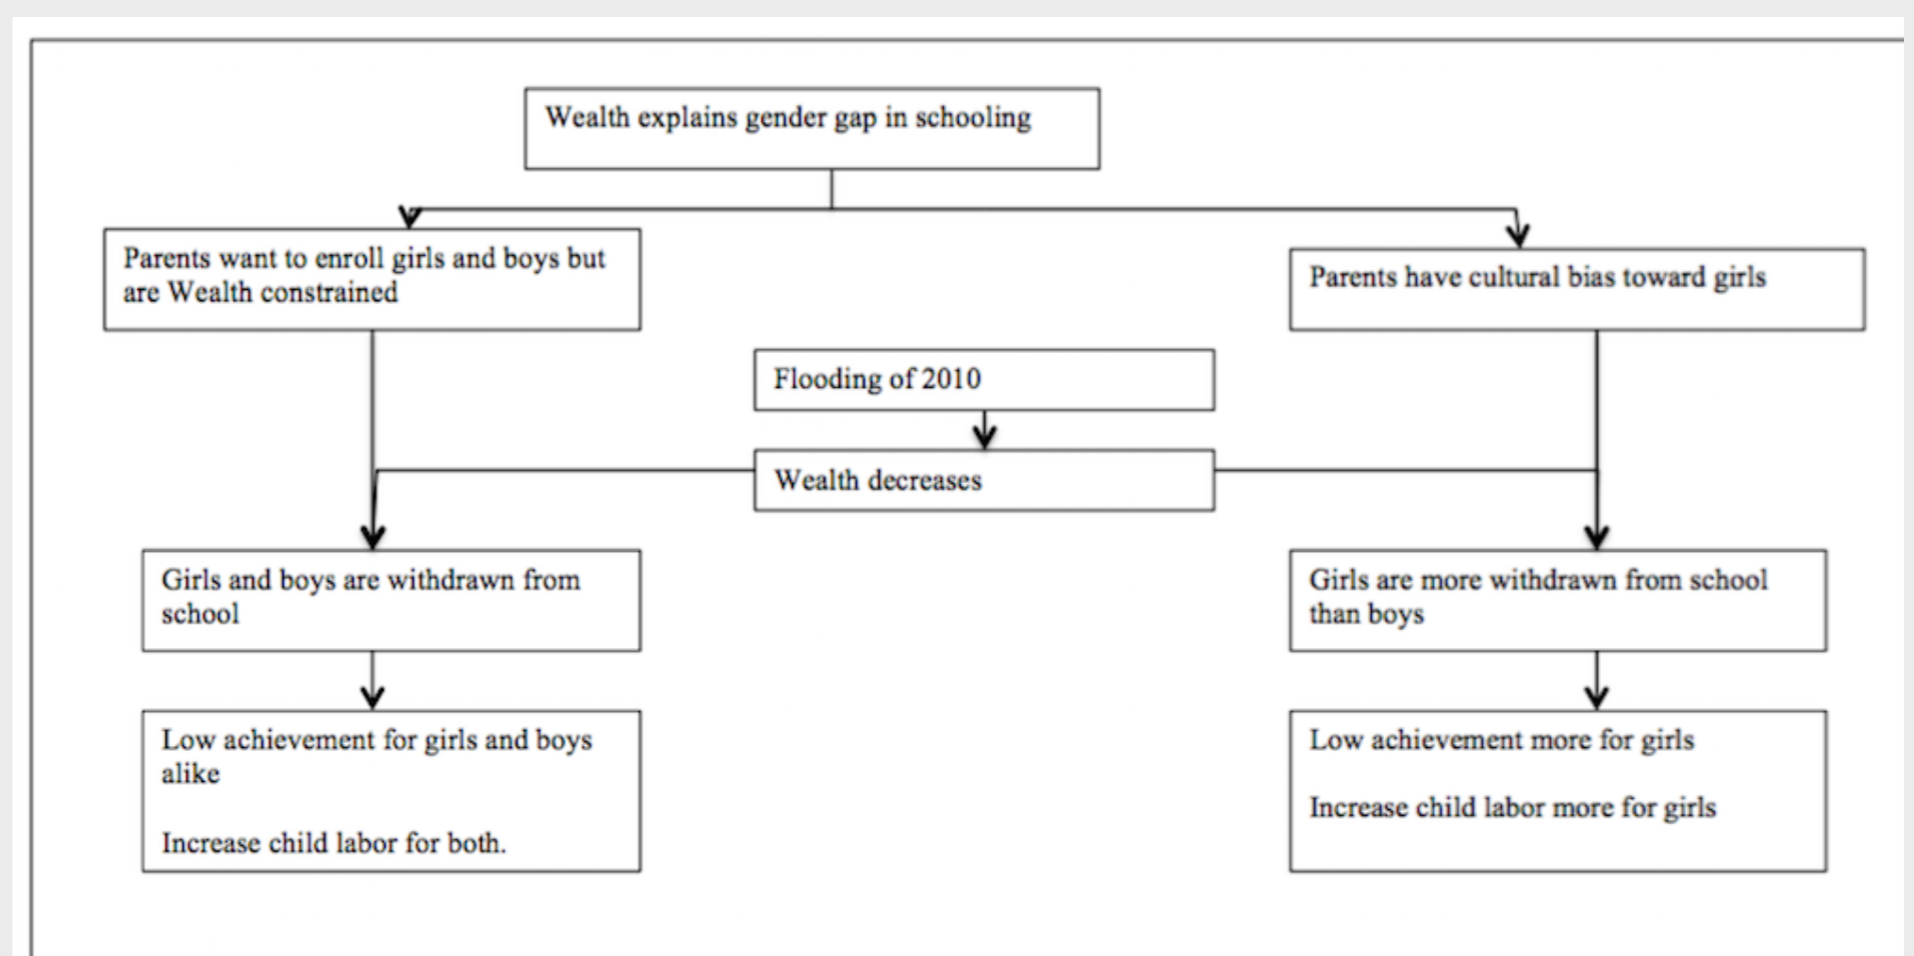 Wealth explains gender gap in schooling
Parents want to enroll girls and boys but
are Wealth constrained
Parents have cultural bias toward girls
Flooding of 2010
Wealth decreases
Girls and boys are withdrawn from
school
Girls are more withdrawn from school
than boys
Low achievement for girls and boys
alike
Increase child labor for both.
Low achievement more for girls
Increase child labor more for girls